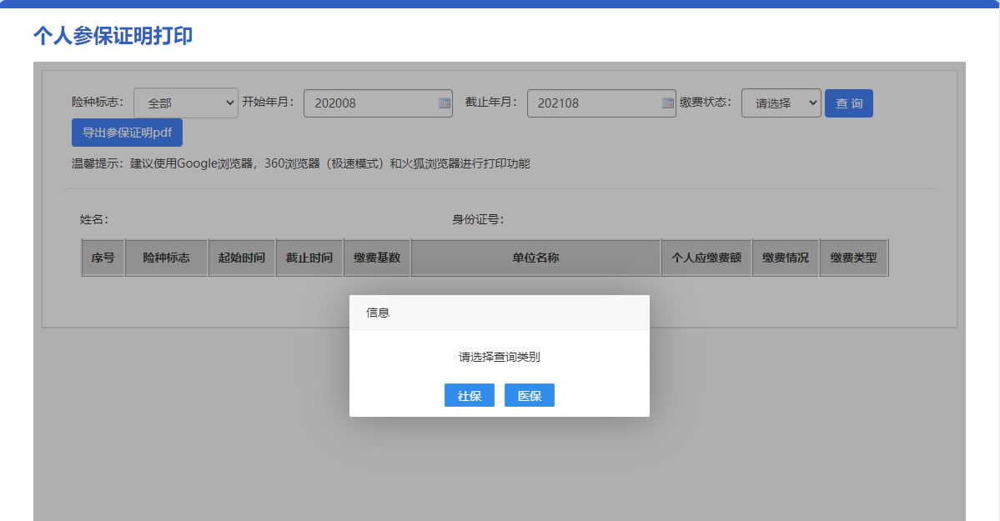 个人参保证明打印
险种标志： 全部 开始年月： 202008 截止年月： 202108 缴费状态： 请选择 查 询
导出参保证明pdf
温馨提示：建议使用Google浏览器，360浏览器（极速模式）和火狐浏览器进行打印功能
姓名： 身份证号：
序号 险种标志 起始时间 截止时间 缴费基数 单位名称 个人应缴费额 缴费情况 缴费类型
信息
请选择查询类别
社保 医保